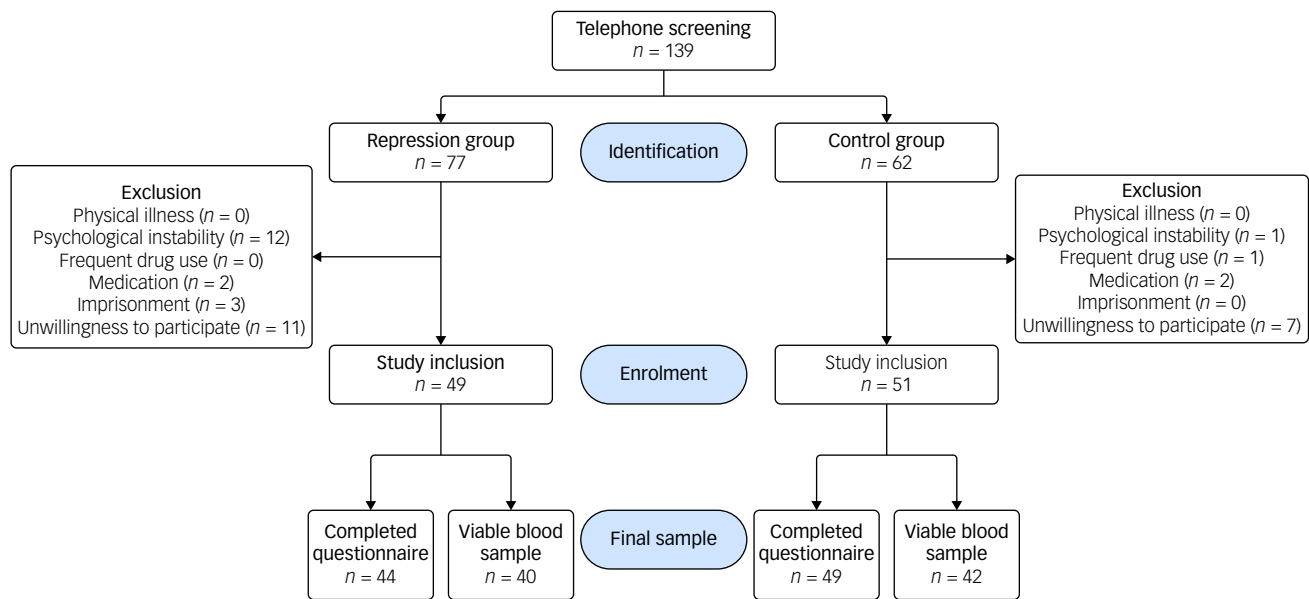 Telephone screening
n = 139
Repression group
n = 77
Identification
Control group
n = 62
Exclusion
Physical illness (n = 0)
Psychological instability (n = 12)
Frequent drug use (n = 0)
Medication (n = 2)
Imprisonment (n = 3)
Unwillingness to participate (n = 11)
Exclusion
Physical illness (n = 0)
Psychological instability (n = 1)
Frequent drug use (n = 1)
Medication (n = 2)
Imprisonment (n = 0)
Unwillingness to participate (n = 7)
Study inclusion
n = 49
Enrolment
Study inclusion
n = 51
Completed
questionnaire
n = 44
Viable blood
sample
n = 40
Final sample
Completed
questionnaire
n = 49
Viable blood
sample
n = 42